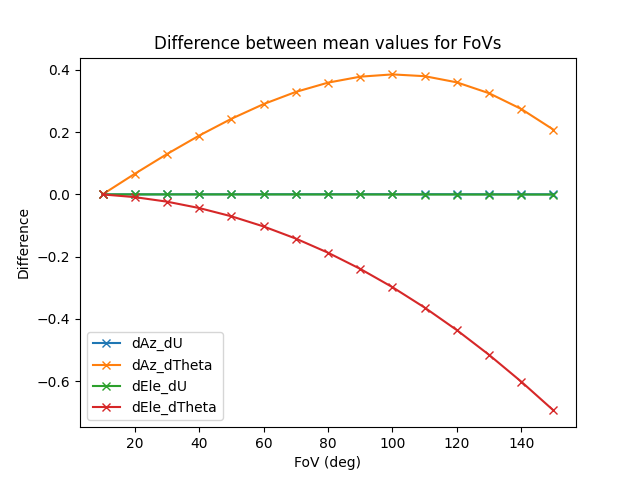 Difference between mean values for FoVs
0.4
0.2
0.0
−0.2
−0.4
−0.6
Difference
dAz_dU
dAz_dTheta
dEle_dU
dEle_dTheta
20 40 60 80 100 120 140
FoV (deg)